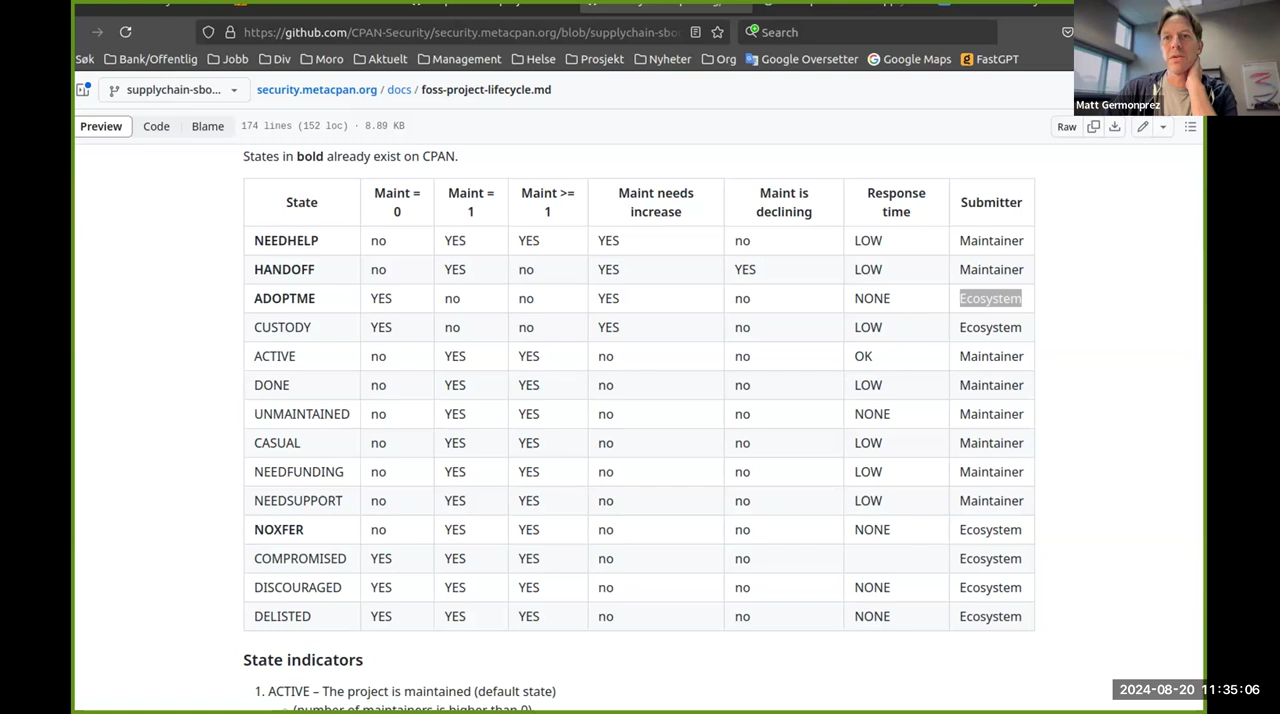 https://github.com/CPAN-Security/security.metacpan.org/blob/supplychain-sbo
Search
Søk Bank/Offentlig Jobb Div Moro Aktuelt Management Helse Prosjekt Nyheter Org Google Oversetter Google Maps FastGPT
Matt Germonprez
supplychain-sbo... security.metacpan.org / docs / foss-project-lifecycle.md
Preview Code Blame 174 lines (152 loc) · 8.89 KB Raw
States in bold already exist on CPAN.
State Maint = 0 Maint = 1 Maint >= 1 Maint needs increase Maint is declining Response time Submitter
NEEDHELP no YES YES YES no LOW Maintainer
HANDOFF no YES no YES YES LOW Maintainer
ADOPTME YES no no YES no NONE Ecosystem
CUSTODY YES no no YES no LOW Ecosystem
ACTIVE no YES YES no no OK Maintainer
DONE no YES YES no no LOW Maintainer
UNMAINTAINED no YES YES no no NONE Maintainer
CASUAL no YES YES no no LOW Maintainer
NEEDFUNDING no YES YES no no LOW Maintainer
NEEDSUPPORT no YES YES no no LOW Maintainer
NOXFER no YES YES no no NONE Ecosystem
COMPROMISED YES YES YES no no Ecosystem
DISCOURAGED YES YES YES no no NONE Ecosystem
DELISTED YES YES YES no no NONE Ecosystem
State indicators
1. ACTIVE – The project is maintained (default state)
(number of maintainers is higher than 0)
2024-08-20 11:35:06